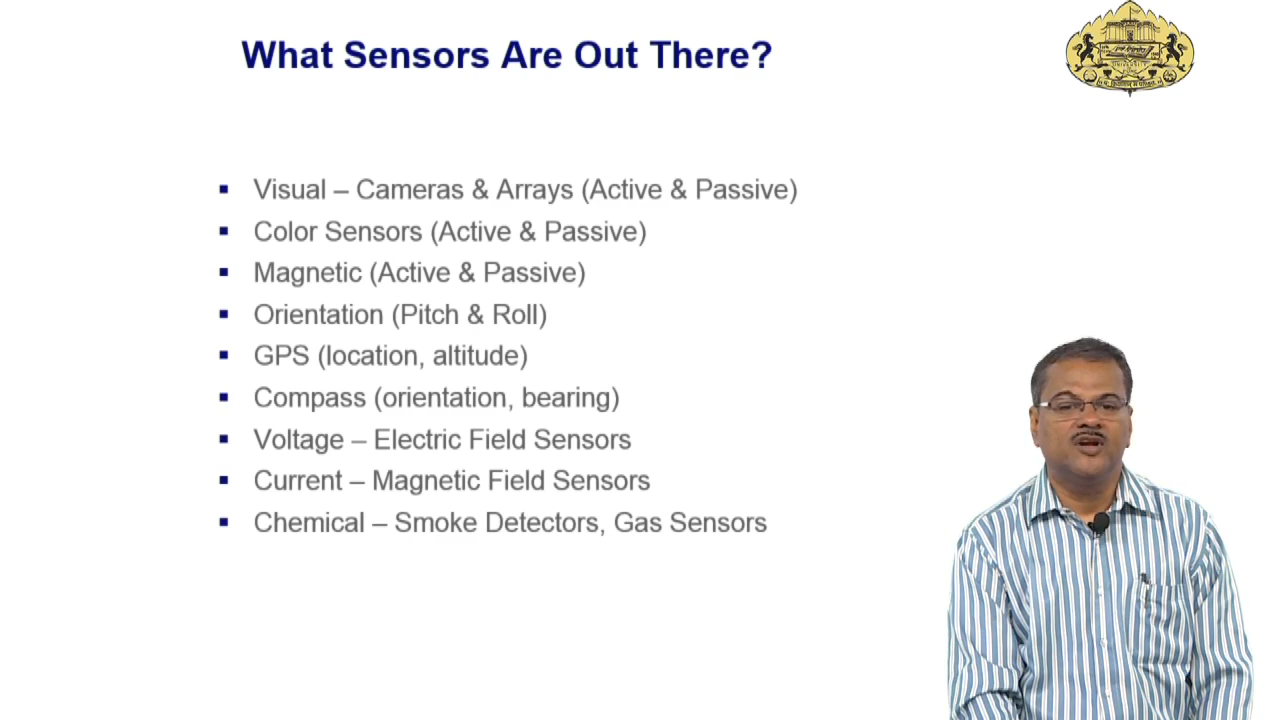 What Sensors Are Out There?
▪ Visual – Cameras & Arrays (Active & Passive)
▪ Color Sensors (Active & Passive)
▪ Magnetic (Active & Passive)
▪ Orientation (Pitch & Roll)
▪ GPS (location, altitude)
▪ Compass (orientation, bearing)
▪ Voltage – Electric Field Sensors
▪ Current – Magnetic Field Sensors
▪ Chemical – Smoke Detectors, Gas Sensors